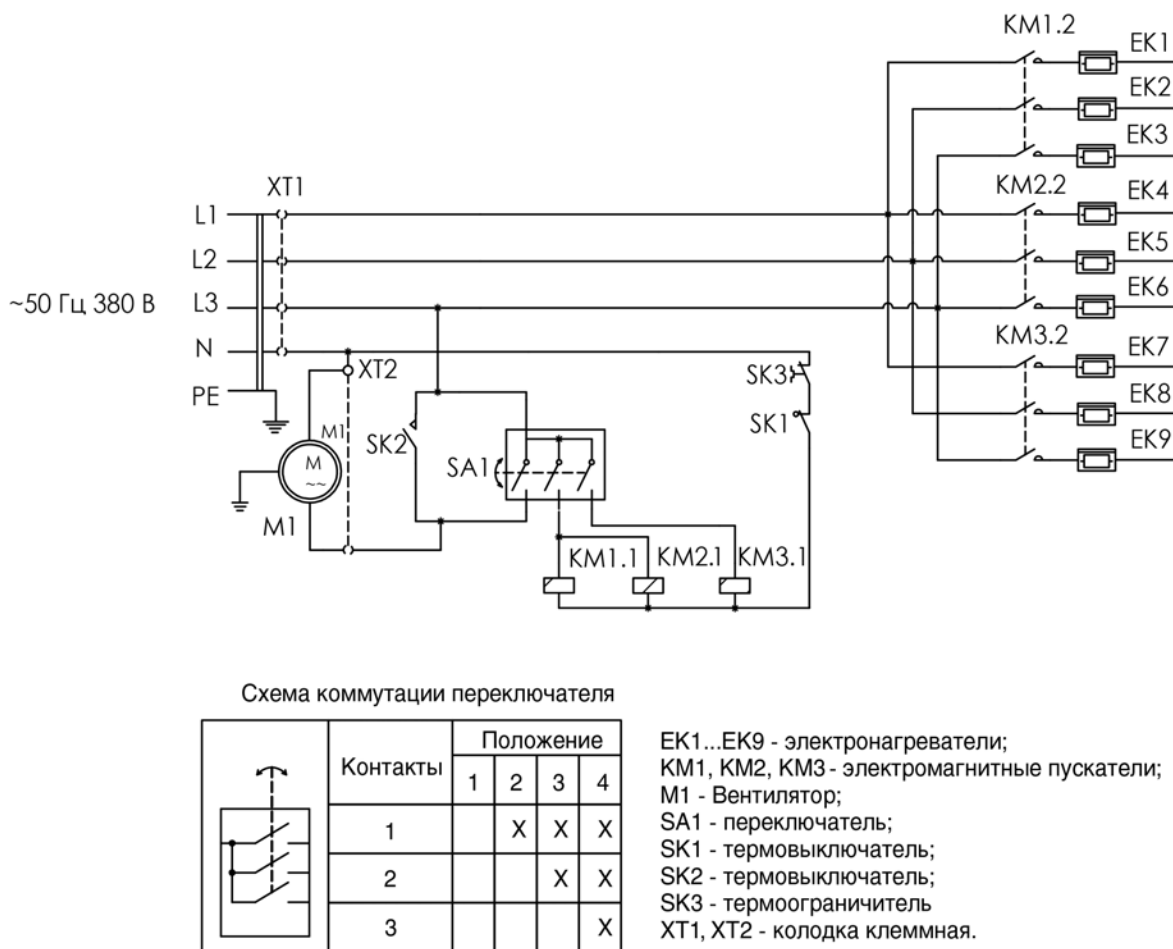 KM1.2
EK1
EK2
EK3
XT1
KM2.2
EK4
L1
L2
EK5
~50 Гц 380 В
L3
EK6
N
KM3.2
EK7
XT2
SK3
PE
EK8
M1
SK2
SK1
EK9
M
~~
SA1
M1
KM1.1
KM2.1
KM3.1
Схема коммутации переключателя
Контакты
Положение
1 2 3 4
1 X X X
2 X X
3 X
EK1...EK9 - электронагреватели;
KM1, KM2, KM3 - электромагнитные пускатели;
M1 - Вентилятор;
SA1 - переключатель;
SK1 - термовыключатель;
SK2 - термовыключатель;
SK3 - термоограничитель
XT1, XT2 - колодка клеммная.